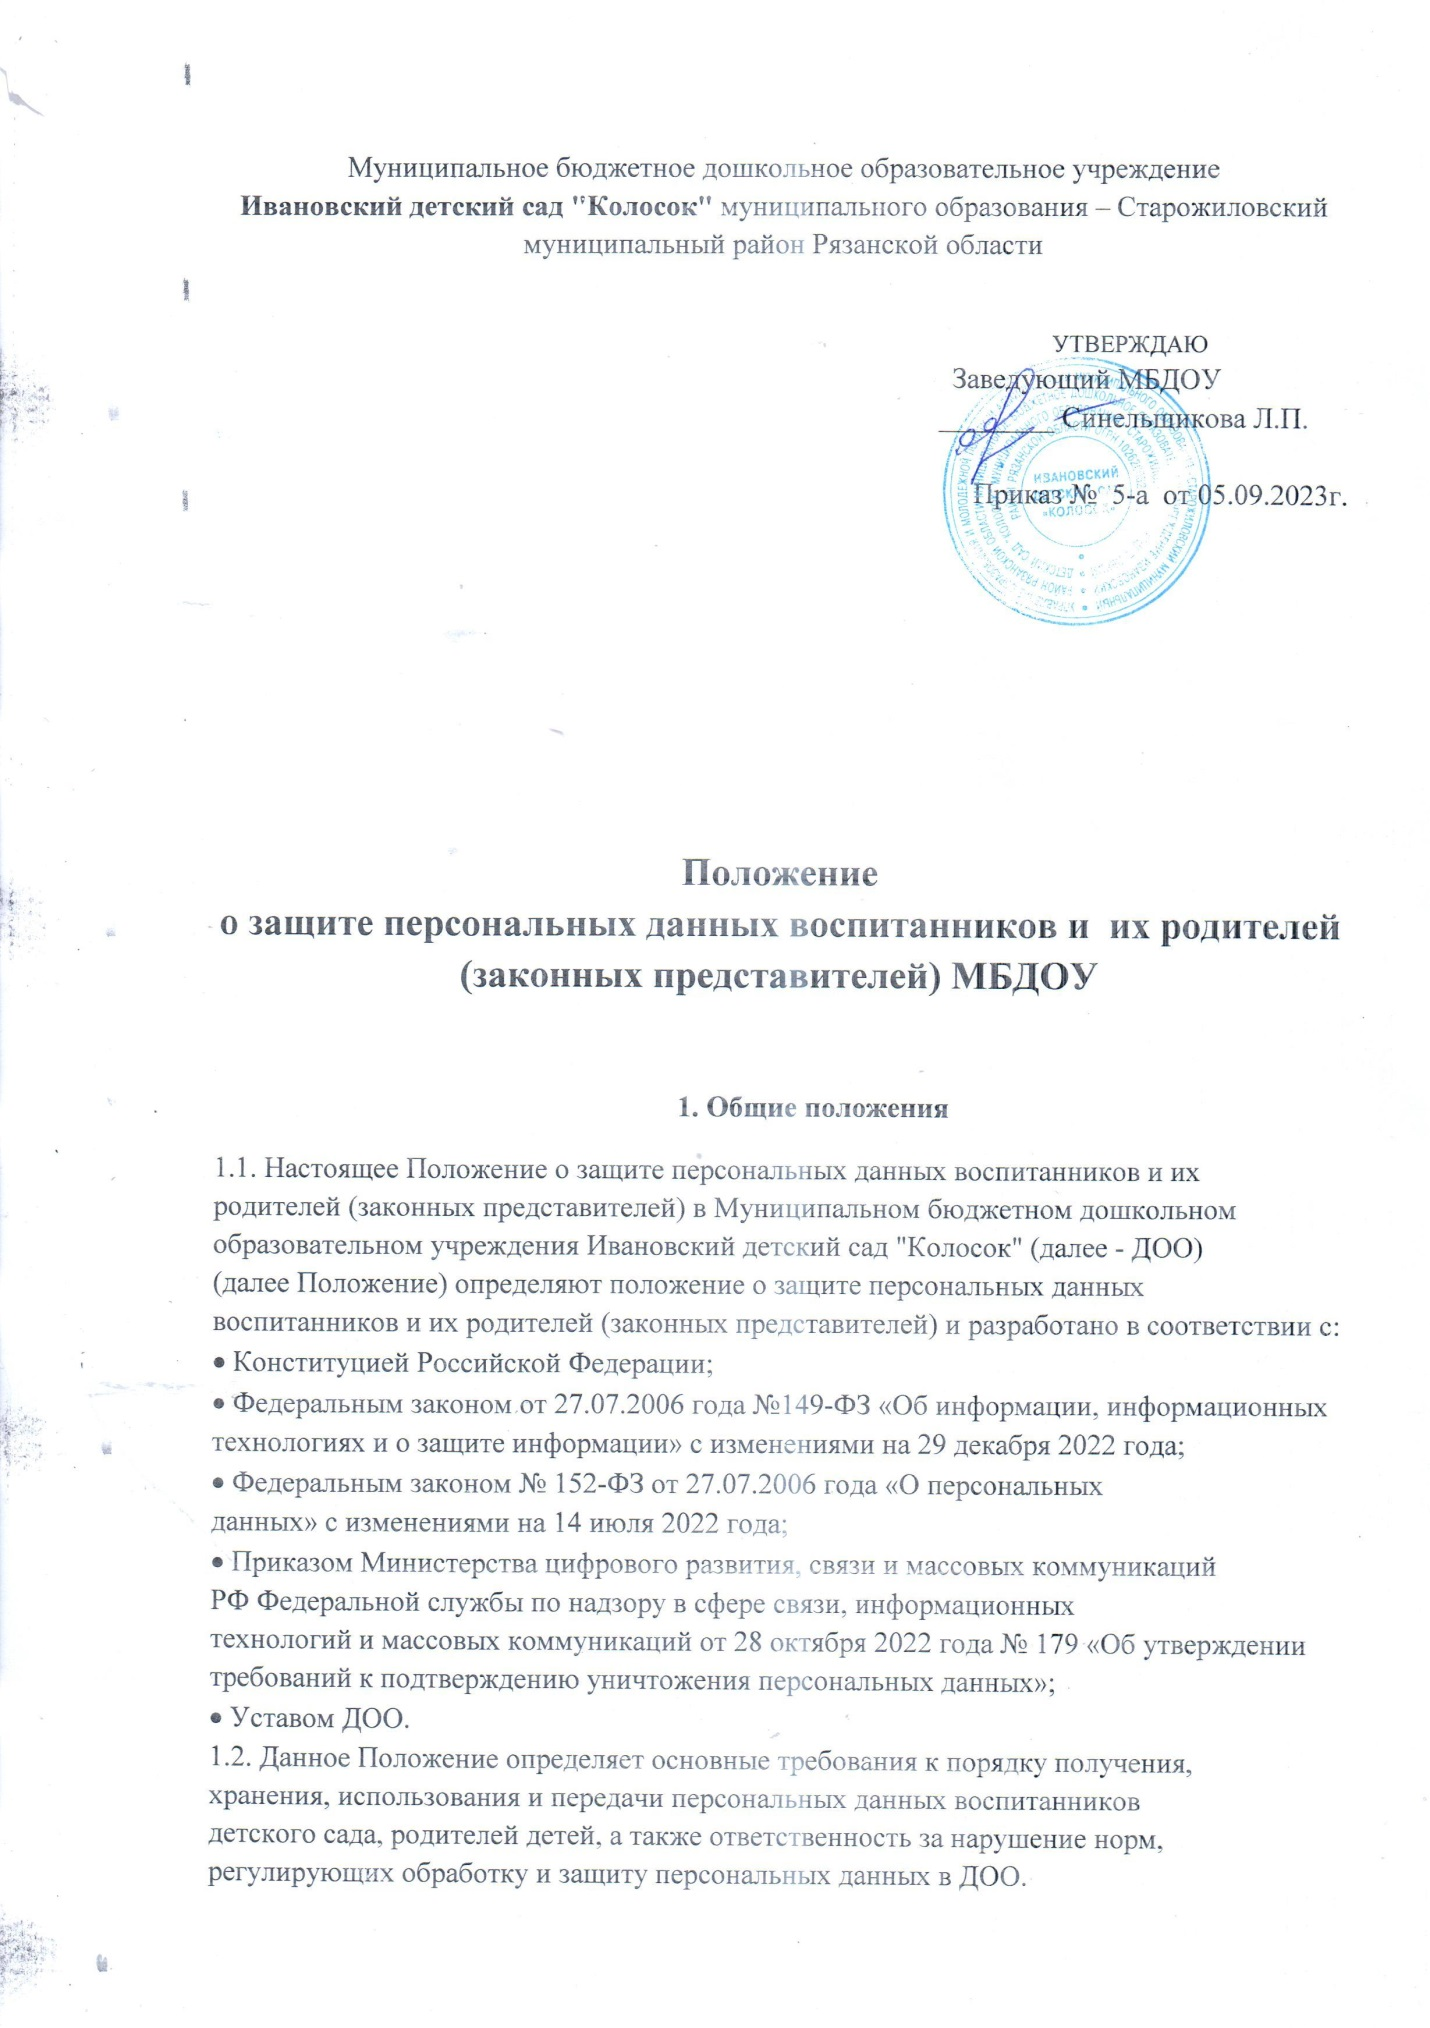 Муниципальное бюджетное дошкольное образовательное учреждение
Ивановский детский сад "Колосок" муниципального образования – Старожиловский
муниципальный район Рязанской области
УТВЕРЖДАЮ
Заведующий МБДОУ
________ Синельщикова Л.П.
ИВАНОВСКИЙ
«КОЛОСОК»
Приказ № 5-а от 05.09.2023г.
Положение
о защите персональных данных воспитанников и их родителей
(законных представителей) МБДОУ
1. Общие положения
1.1. Настоящее Положение о защите персональных данных воспитанников и их
родителей (законных представителей) в Муниципальном бюджетном дошкольном
образовательном учреждения Ивановский детский сад "Колосок" (далее - ДОО)
(далее Положение) определяют положение о защите персональных данных
воспитанников и их родителей (законных представителей) и разработано в соответствии с:
• Конституцией Российской Федерации;
• Федеральным законом от 27.07.2006 года №149-ФЗ «Об информации, информационных
технологиях и о защите информации» с изменениями на 29 декабря 2022 года;
• Федеральным законом № 152-ФЗ от 27.07.2006 года «О персональных
данных» с изменениями на 14 июля 2022 года;
• Приказом Министерства цифрового развития, связи и массовых коммуникаций
РФ Федеральной службы по надзору в сфере связи, информационных
технологий и массовых коммуникаций от 28 октября 2022 года № 179 «Об утверждении
требований к подтверждению уничтожения персональных данных»;
• Уставом ДОО.
1.2. Данное Положение определяет основные требования к порядку получения,
хранения, использования и передачи персональных данных воспитанников
детского сада, родителей детей, а также ответственность за нарушение норм,
регулирующих обработку и защиту персональных данных в ДОО.